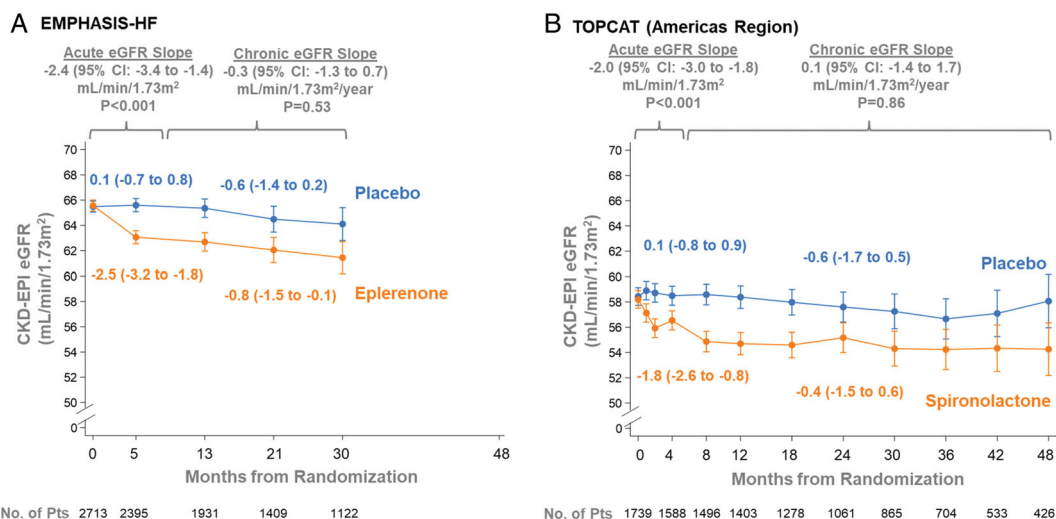 A EMPHASIS-HF
Acute eGFR Slope
-2.4 (95% CI: -3.4 to -1.4)
mL/min/1.73m²
P<0.001
Chronic eGFR Slope
-0.3 (95% CI: -1.3 to 0.7)
mL/min/1.73m²/year
P=0.53
CKD-EPI eGFR
(mL/min/1.73m²)
70
68
66
64
62
60
58
56
54
52
50
0
0.1 (-0.7 to 0.8)
-0.6 (-1.4 to 0.2)
Placebo
-2.5 (-3.2 to -1.8)
-0.8 (-1.5 to -0.1)
Eplerenone
0 5 13 21 30 48
Months from Randomization
No. of Pts 2713 2395 1931 1409 1122
B TOPCAT (Americas Region)
Acute eGFR Slope
-2.0 (95% CI: -3.0 to -1.8)
mL/min/1.73m²
P<0.001
Chronic eGFR Slope
0.1 (95% CI: -1.4 to 1.7)
mL/min/1.73m²/year
P=0.86
CKD-EPI eGFR
(mL/min/1.73m²)
70
68
66
64
62
60
58
56
54
52
50
0
0.1 (-0.8 to 0.9)
-0.6 (-1.7 to 0.5)
Placebo
-1.8 (-2.6 to -0.8)
-0.4 (-1.5 to 0.6)
Spironolactone
0 4 8 12 18 24 30 36 42 48
Months from Randomization
No. of Pts 1739 1588 1496 1403 1278 1061 865 704 533 426